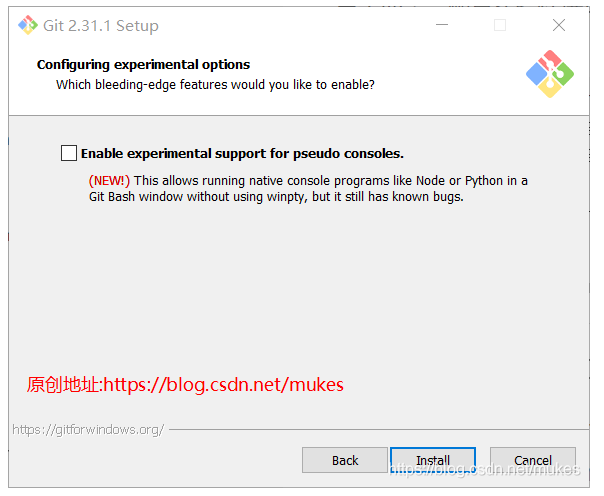 Git 2.31.1 Setup
Configuring experimental options
Which bleeding-edge features would you like to enable?
Enable experimental support for pseudo consoles.
(NEW!) This allows running native console programs like Node or Python in a
Git Bash window without using winpty, but it still has known bugs.
原创地址:https://blog.csdn.net/mukes
https://gitforwindows.org/
Back
Install
Cancel
https://blog.csdn.net/mukes